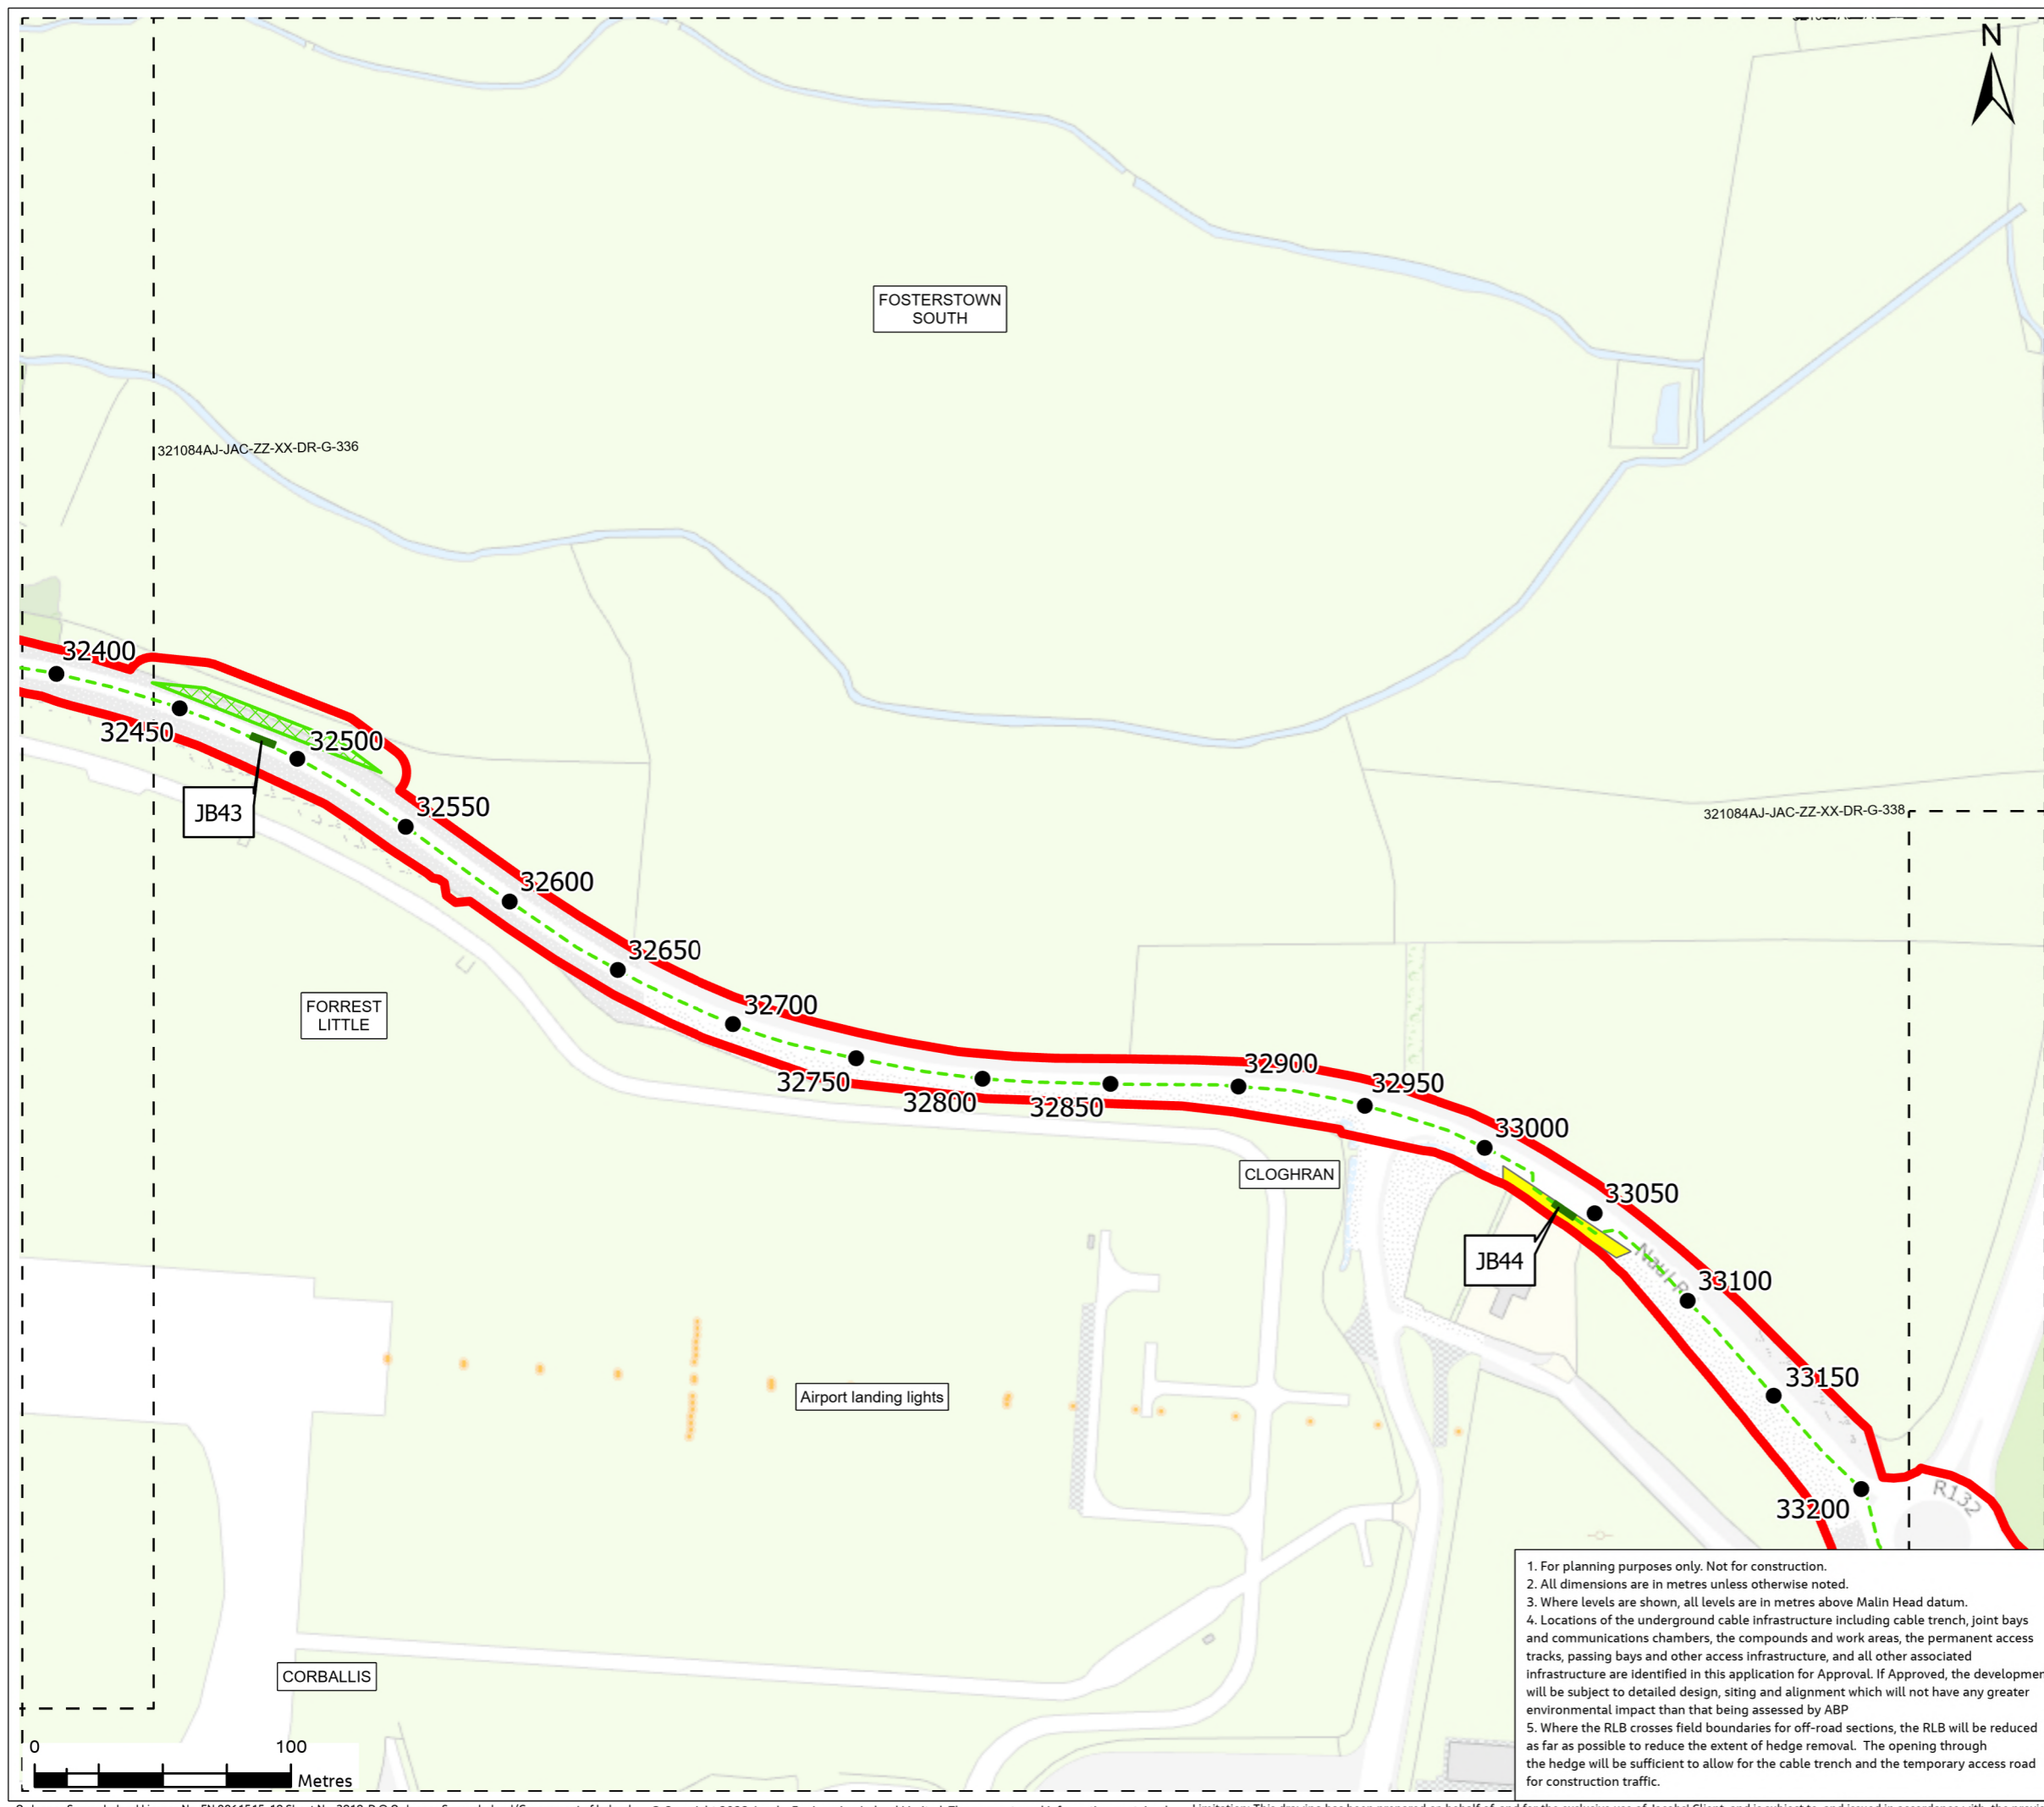 N
FOSTERSTOWN
SOUTH
321084AJ-JAC-ZZ-XX-DR-G-336
32400
32450
32500
JB43
32550
321084AJ-JAC-ZZ-XX-DR-G-338
32600
32650
FORREST
LITTLE
32700
32750
32800
32850
32900
32950
33000
CLOGHRAN
33050
JB44
Naul R
33100
33150
Airport landing lights
R132
33200
CORBALLIS
0 100
Metres
1. For planning purposes only. Not for construction.
2. All dimensions are in metres unless otherwise noted.
3. Where levels are shown, all levels are in metres above Malin Head datum.
4. Locations of the underground cable infrastructure including cable trench, joint bays
and communications chambers, the compounds and work areas, the permanent access
tracks, passing bays and other access infrastructure, and all other associated
infrastructure are identified in this application for Approval. If Approved, the developmen
will be subject to detailed design, siting and alignment which will not have any greater
environmental impact than that being assessed by ABP
5. Where the RLB crosses field boundaries for off-road sections, the RLB will be reduced
as far as possible to reduce the extent of hedge removal. The opening through
the hedge will be sufficient to allow for the cable trench and the temporary access road
for construction traffic.